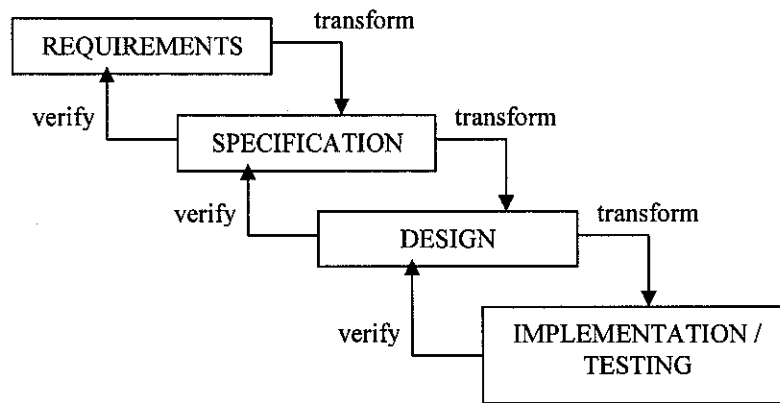 transform
REQUIREMENTS
verify
transform
SPECIFICATION
verify
transform
DESIGN
verify
IMPLEMENTATION /
TESTING